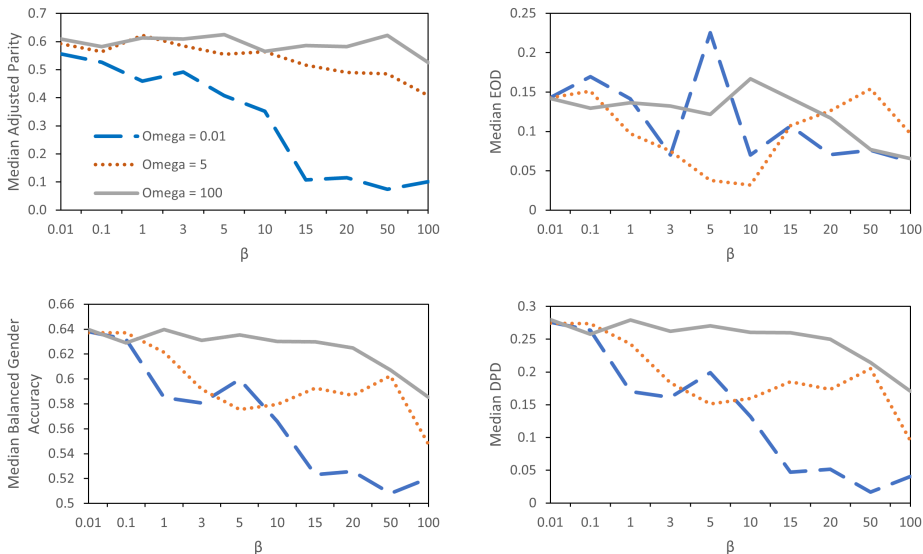 Median Adjusted Parity
0.7
0.6
0.5
0.4
0.3
0.2
0.1
0.0
Omega = 0.01
Omega = 5
Omega = 100
0.01 0.1 1 3 5 10 15 20 50 100
β
Median EOD
0.25
0.2
0.15
0.1
0.05
0
0.01 0.1 1 3 5 10 15 20 50 100
β
Median Balanced Gender
Accuracy
0.66
0.64
0.62
0.6
0.58
0.56
0.54
0.52
0.5
0.01 0.1 1 3 5 10 15 20 50 100
β
Median DPD
0.3
0.25
0.2
0.15
0.1
0.05
0
0.01 0.1 1 3 5 10 15 20 50 100
β